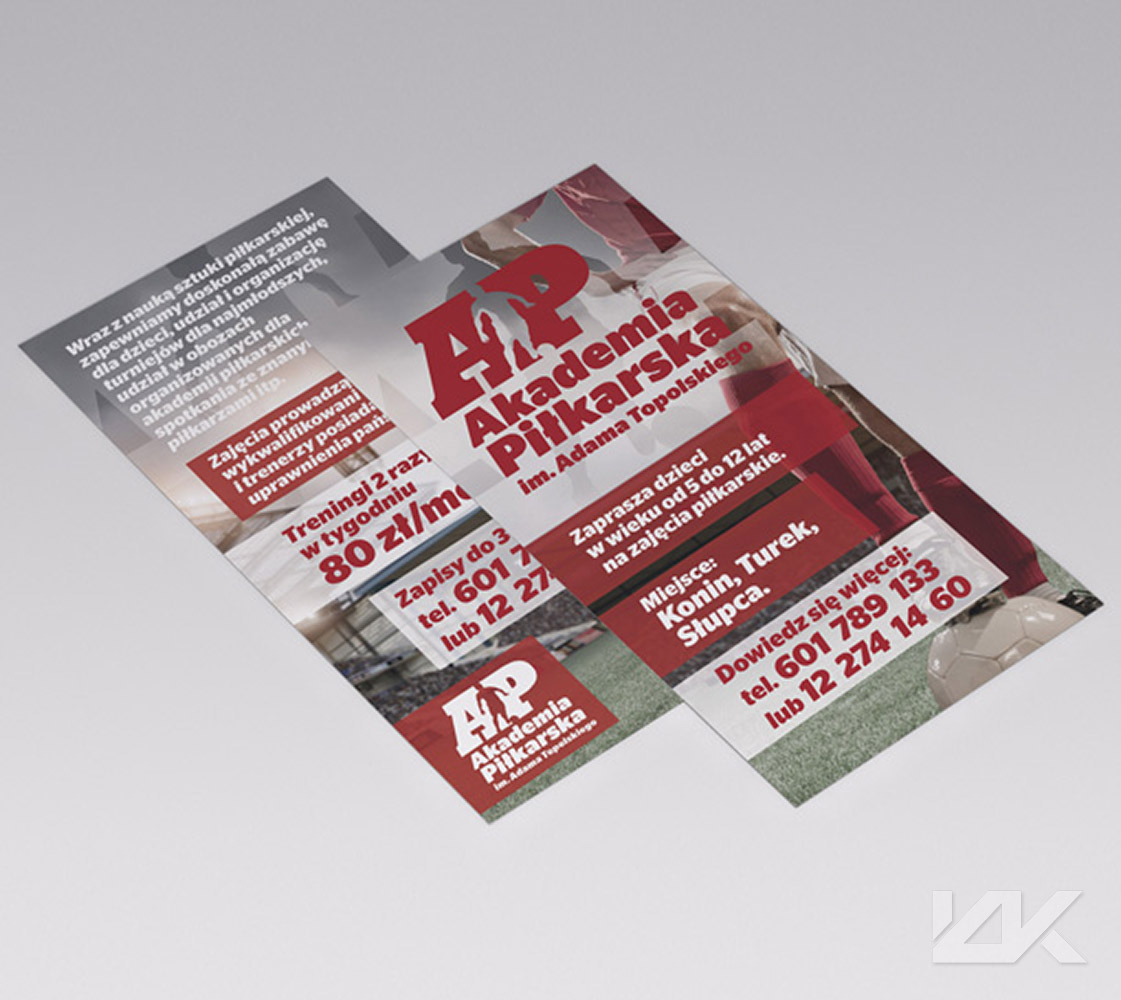 Wraz z nauką sztuki piłkarskiej,
zapewniamy doskonałą zabawę
dla dzieci, udział i organizację
turniejów dla najmłodszych,
udział w obozach
organizowanych dla
akademii piłkarskich,
spotkania ze znany
piłkarzami itp.
Zajęcia prowadzą
wykwalifikowani
i trenerzy posiada
uprawnienia pańs
Treningi 2 razy
w tygodniu
80 zł/m
Zapisy do 3
tel. 601 7
lub 12 27
AP
Akademia
Piłkarska
im. Adama Topolskiego
AP
Akademia
Piłkarska
im. Adama Topolskiego
Zaprasza dzieci
w wieku od 5 do 12 lat
na zajęcia piłkarskie.
Miejsce:
Konin, Turek,
Słupca.
Dowiedz się więcej:
tel. 601 789 133
lub 12 274 14 60